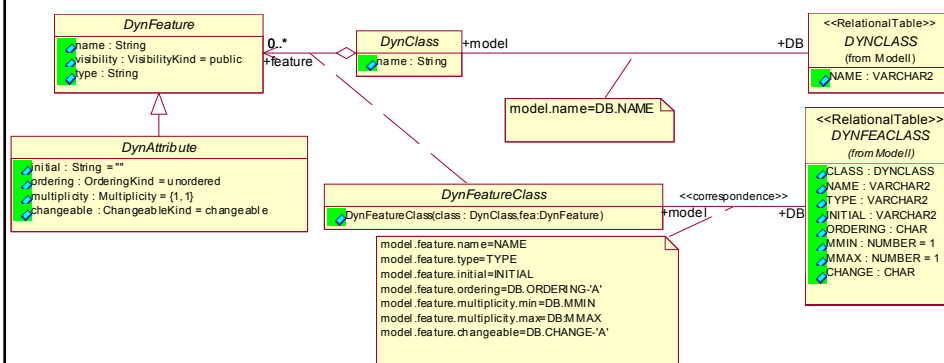 DynFeature
name : String
visibility : VisibilityKind = public
type : String
0..*
+feature
DynClass
name : String
+model
+DB
<<RelationalTable>>
DYNCLASS
(from Modell)
NAME : VARCHAR2
model.name=DB.NAME
DynAttribute
initial : String = ""
ordering : OrderingKind = unordered
multiplicity : Multiplicity = {1,1}
changeable : ChangeableKind = changeable
DynFeatureClass
DynFeatureClass(class : DynClass,fea:DynFeature)
<<correspondence>>
+model
+DB
<<RelationalTable>>
DYNFEACLASS
(from Modell)
CLASS : DYNCLASS
NAME : VARCHAR2
TYPE : VARCHAR2
INITIAL : VARCHAR2
ORDERING : CHAR
MMIN : NUMBER = 1
MMAX : NUMBER = 1
CHANGE : CHAR
model.feature.name=NAME
model.feature.type=TYPE
model.feature.initial=INITIAL
model.feature.ordering=DB.ORDERING-'A'
model.feature.multiplicity.min=DB.MMIN
model.feature.multiplicity.max=DB:MMAX
model.feature.changeable=DB.CHANGE-'A'